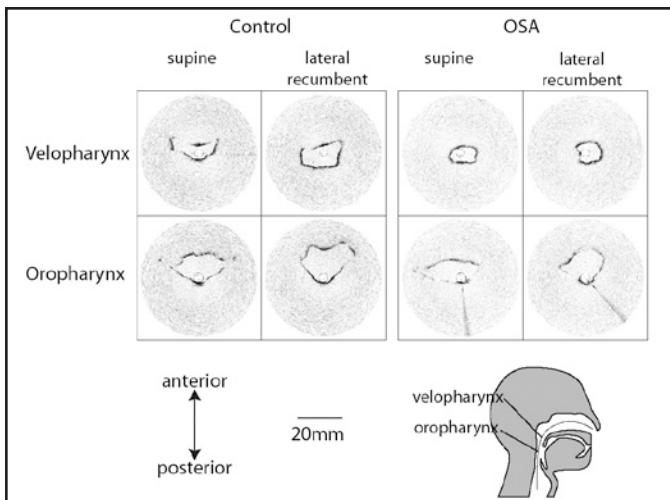 Control OSA
supine lateral recumbent supine lateral recumbent
Velopharynx
Oropharynx
anterior
posterior
20mm
velopharynx
oropharynx